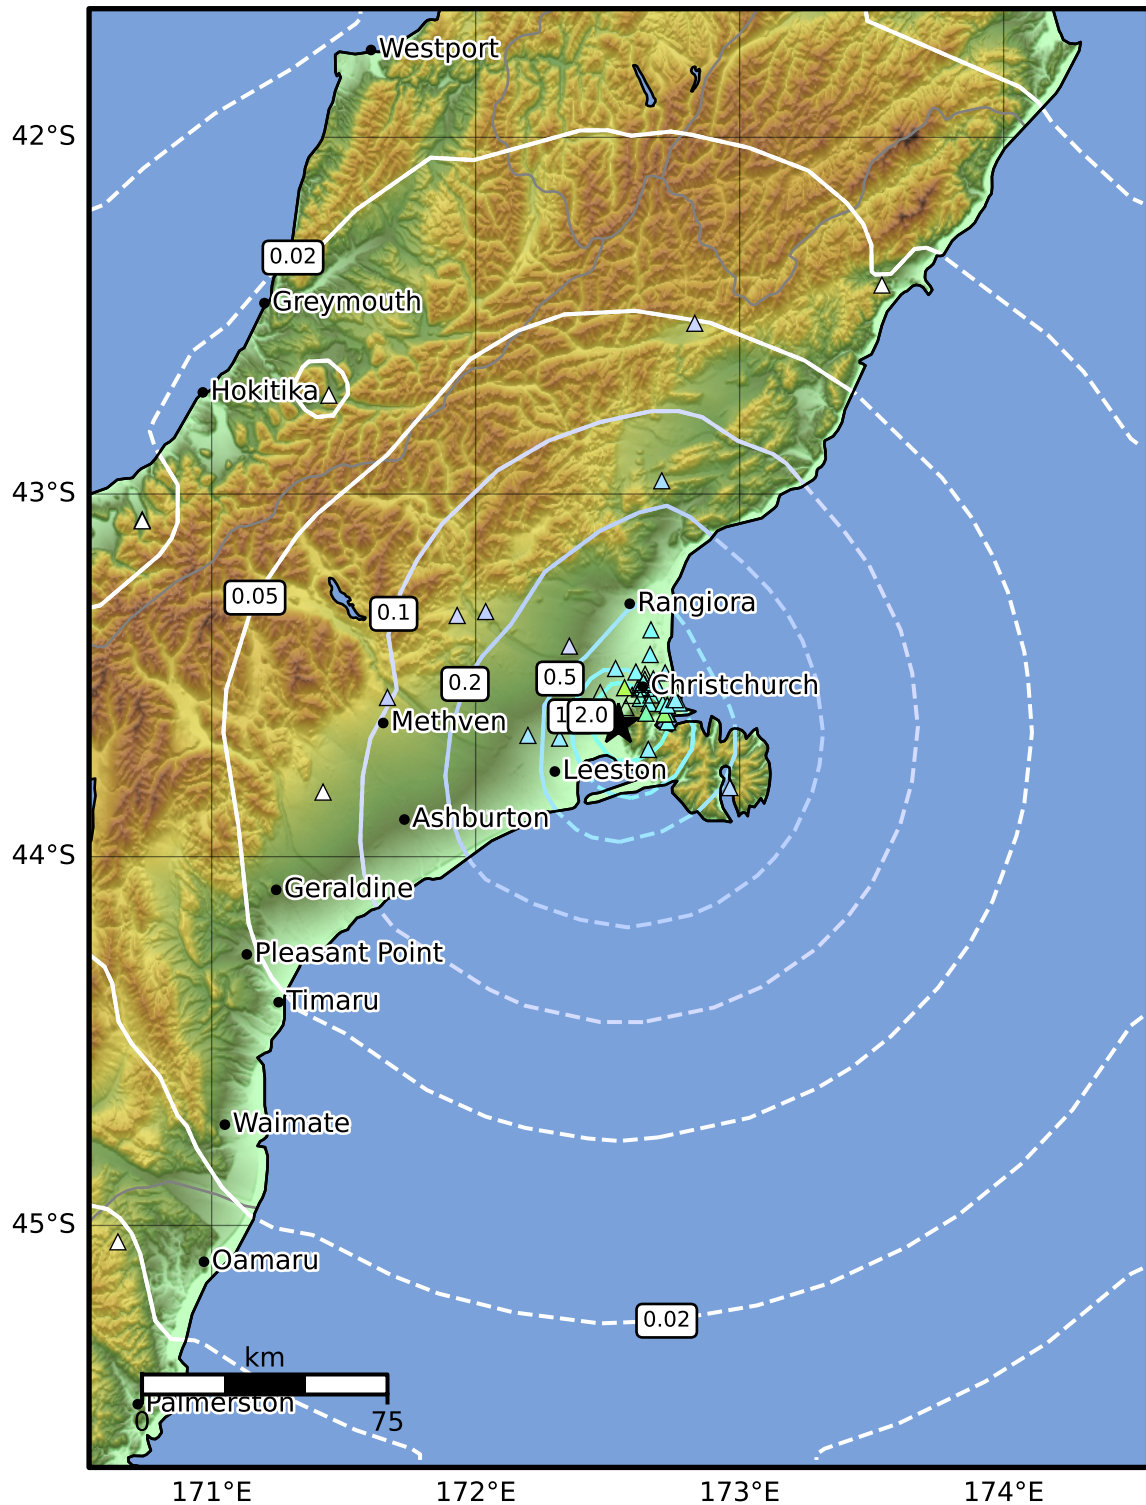 Westport
42°S
0.02
Greymouth
Hokitika
43°S
0.05
0.1
Rangiora
0.2
0.5
Christchurch
2.0
Methven
Leeston
Ashburton
44°S
Geraldine
Pleasant Point
Timaru
Waimate
45°S
Oamaru
0.02
km
Palmerston
0 75
171°E 172°E 173°E 174°E